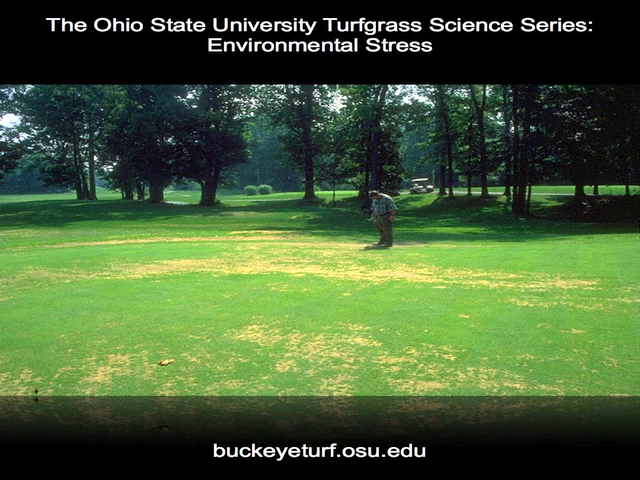 The Ohio State University Turfgrass Science Series:
Environmental Stress
buckeyeturf.osu.edu